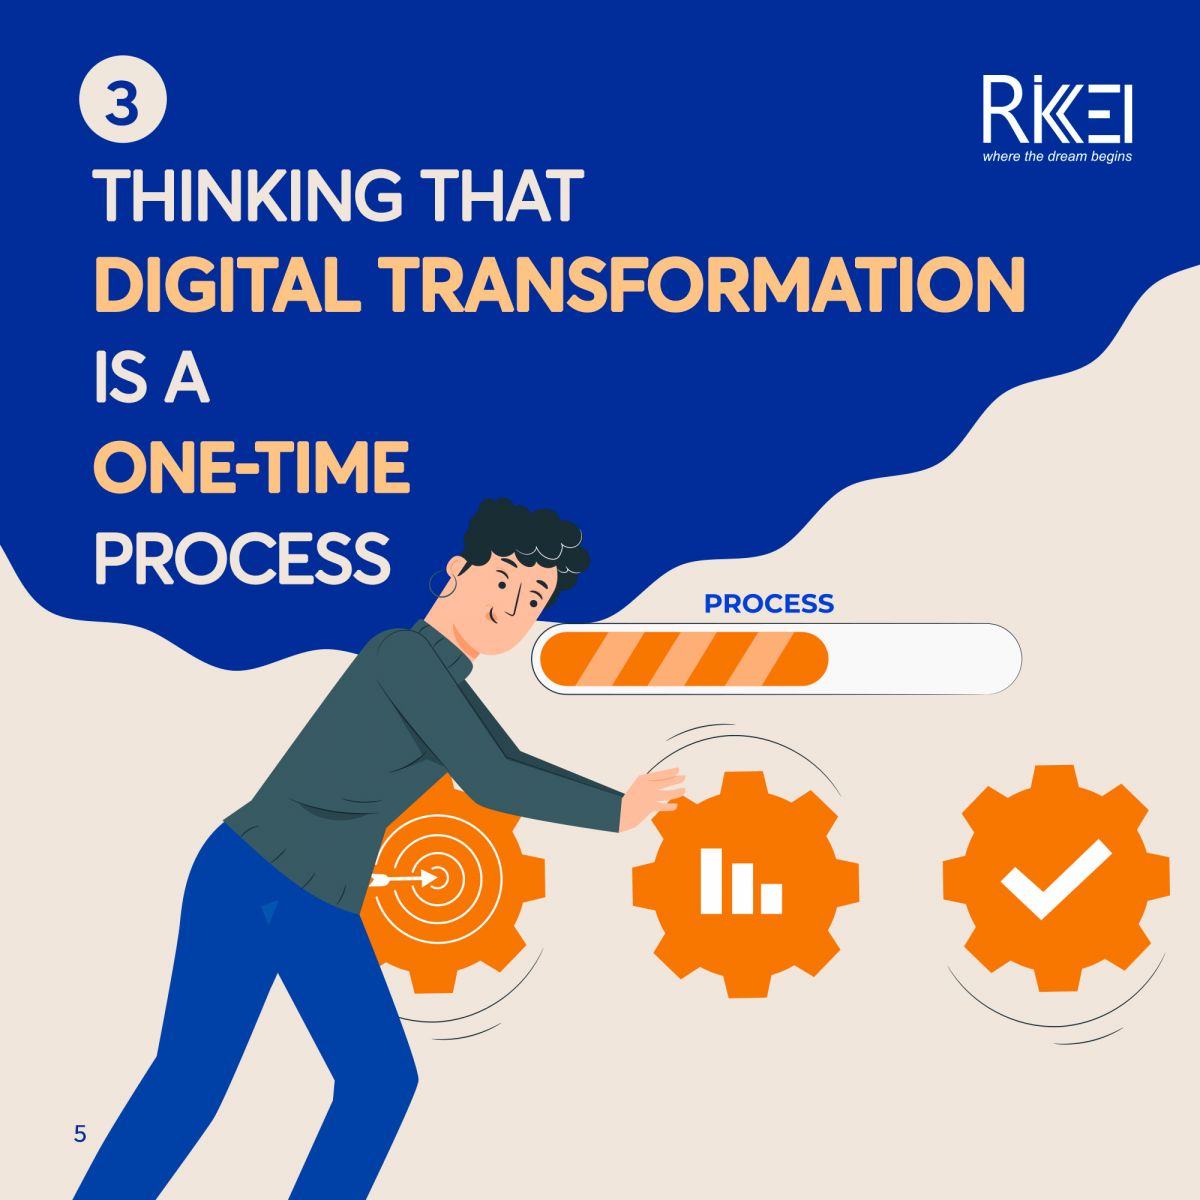 3
RIKKEI
where the dream begins
THINKING THAT
DIGITAL TRANSFORMATION
IS A
ONE-TIME
PROCESS
PROCESS
5